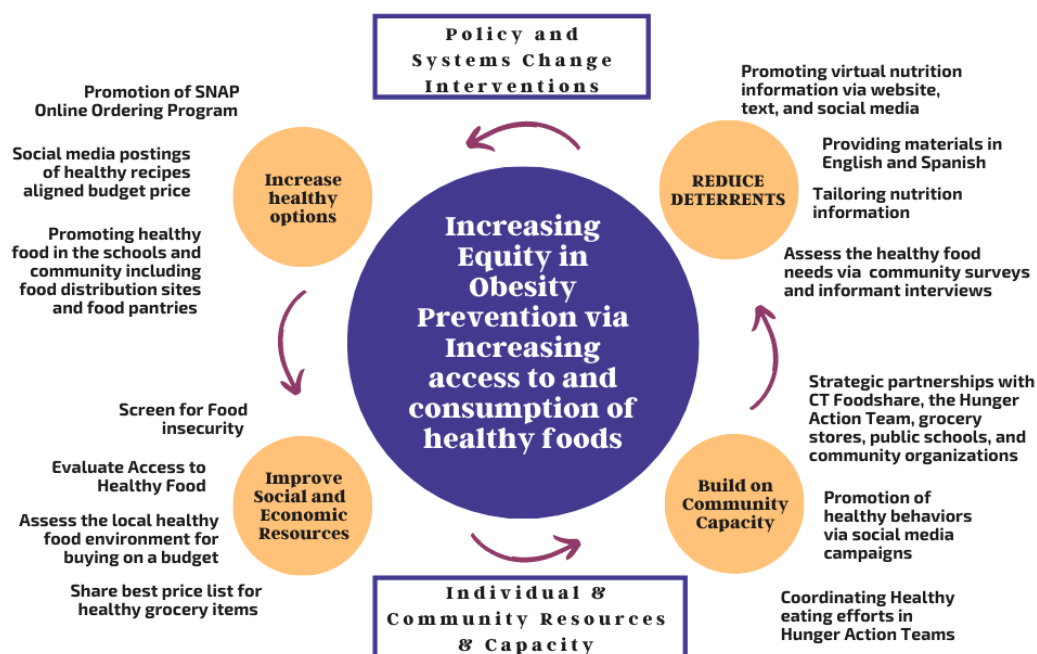 Policy and
Systems Change
Interventions
Promotion of SNAP
Online Ordering Program
Social media postings
of healthy recipes
aligned budget price
Promoting healthy
food in the schools and
community including
food distribution sites
and food pantries
Increase
healthy
options
Promoting virtual nutrition
information via website,
text, and social media
Providing materials in
English and Spanish
Tailoring nutrition
information
Assess the healthy food
needs via community surveys
and informant interviews
REDUCE
DETERRENTS
Increasing
Equity in
Obesity
Prevention via
Increasing
access to and
consumption of
healthy foods
Screen for Food
insecurity
Evaluate Access to
Healthy Food
Assess the local healthy
food environment for
buying on a budget
Share best price list for
healthy grocery items
Improve
Social and
Economic
Resources
Strategic partnerships with
CT Foodshare, the Hunger
Action Team, grocery
stores, public schools, and
community organizations
Promotion of
healthy behaviors
via social media
campaigns
Coordinating Healthy
eating efforts in
Hunger Action Teams
Build on
Community
Capacity
Individual &
Community Resources
& Capacity